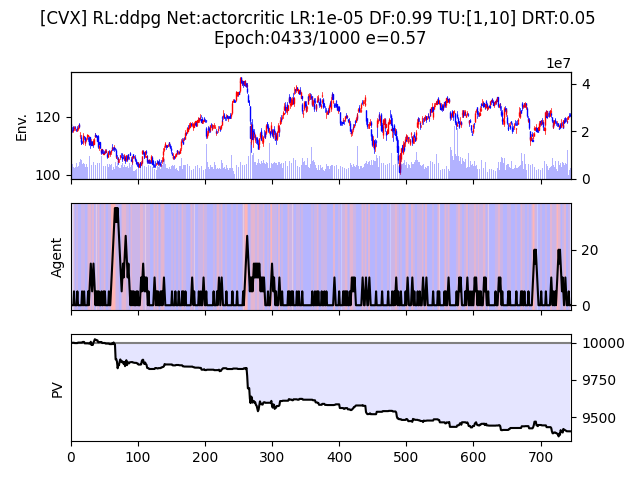 [CVX] RL:ddpg Net:actorcritic LR:1e-05 DF:0.99 TU:[1,10] DRT:0.05
Epoch:0433/1000 e=0.57
1e7
Env.
120
100
4
2
0
Agent
20
0
PV
10000
9750
9500
0 100 200 300 400 500 600 700